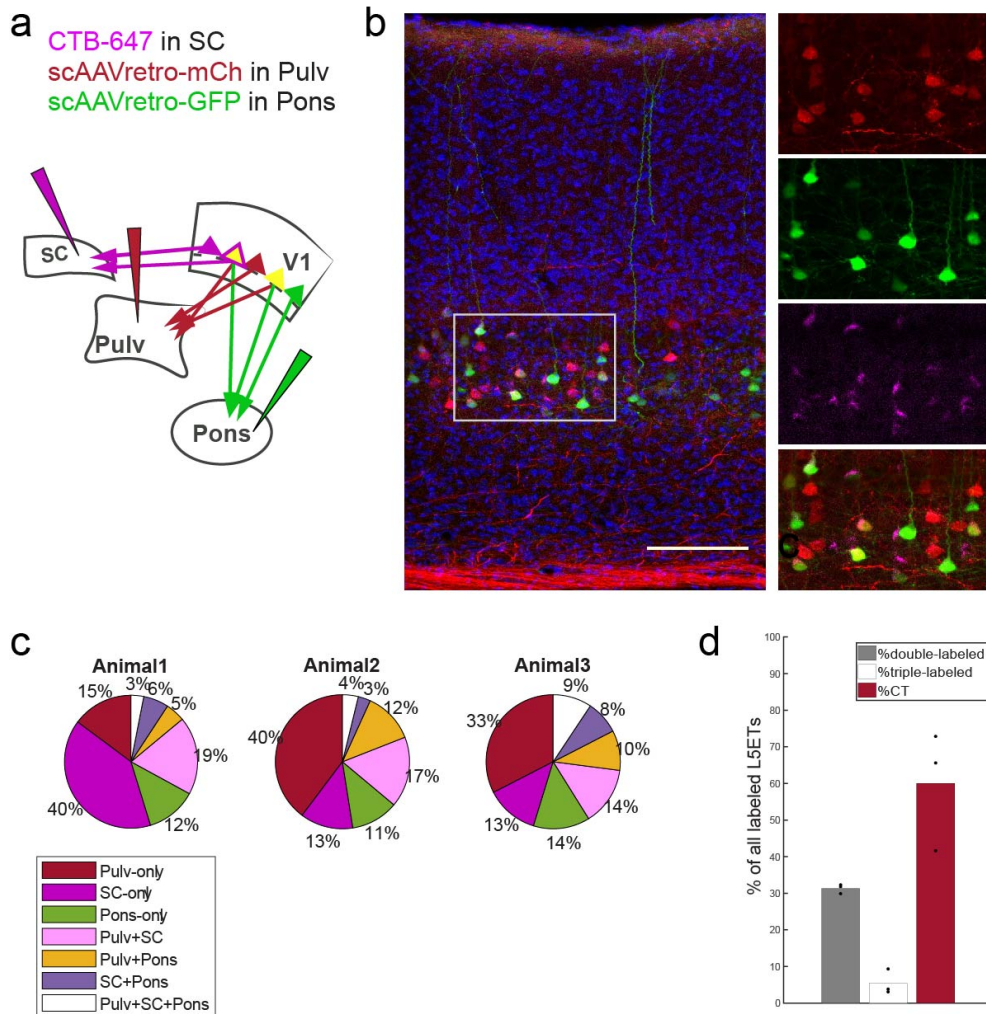 a
CTB-647 in SC
scAAVretro-mCh in Pulv
scAAVretro-GFP in Pons
SC
V1
Pulv
Pons
b
c
Animal1
15%
3%
6%
5%
19%
12%
40%
Animal2
40%
4%
3%
12%
17%
11%
13%
Animal3
33%
9%
8%
10%
14%
14%
13%
Pulv-only
SC-only
Pons-only
Pulv+SC
Pulv+Pons
SC+Pons
Pulv+SC+Pons
d
% of all labeled L5ETs
100
90
80
70
60
50
40
30
20
10
0
%double-labeled
%triple-labeled
%CT